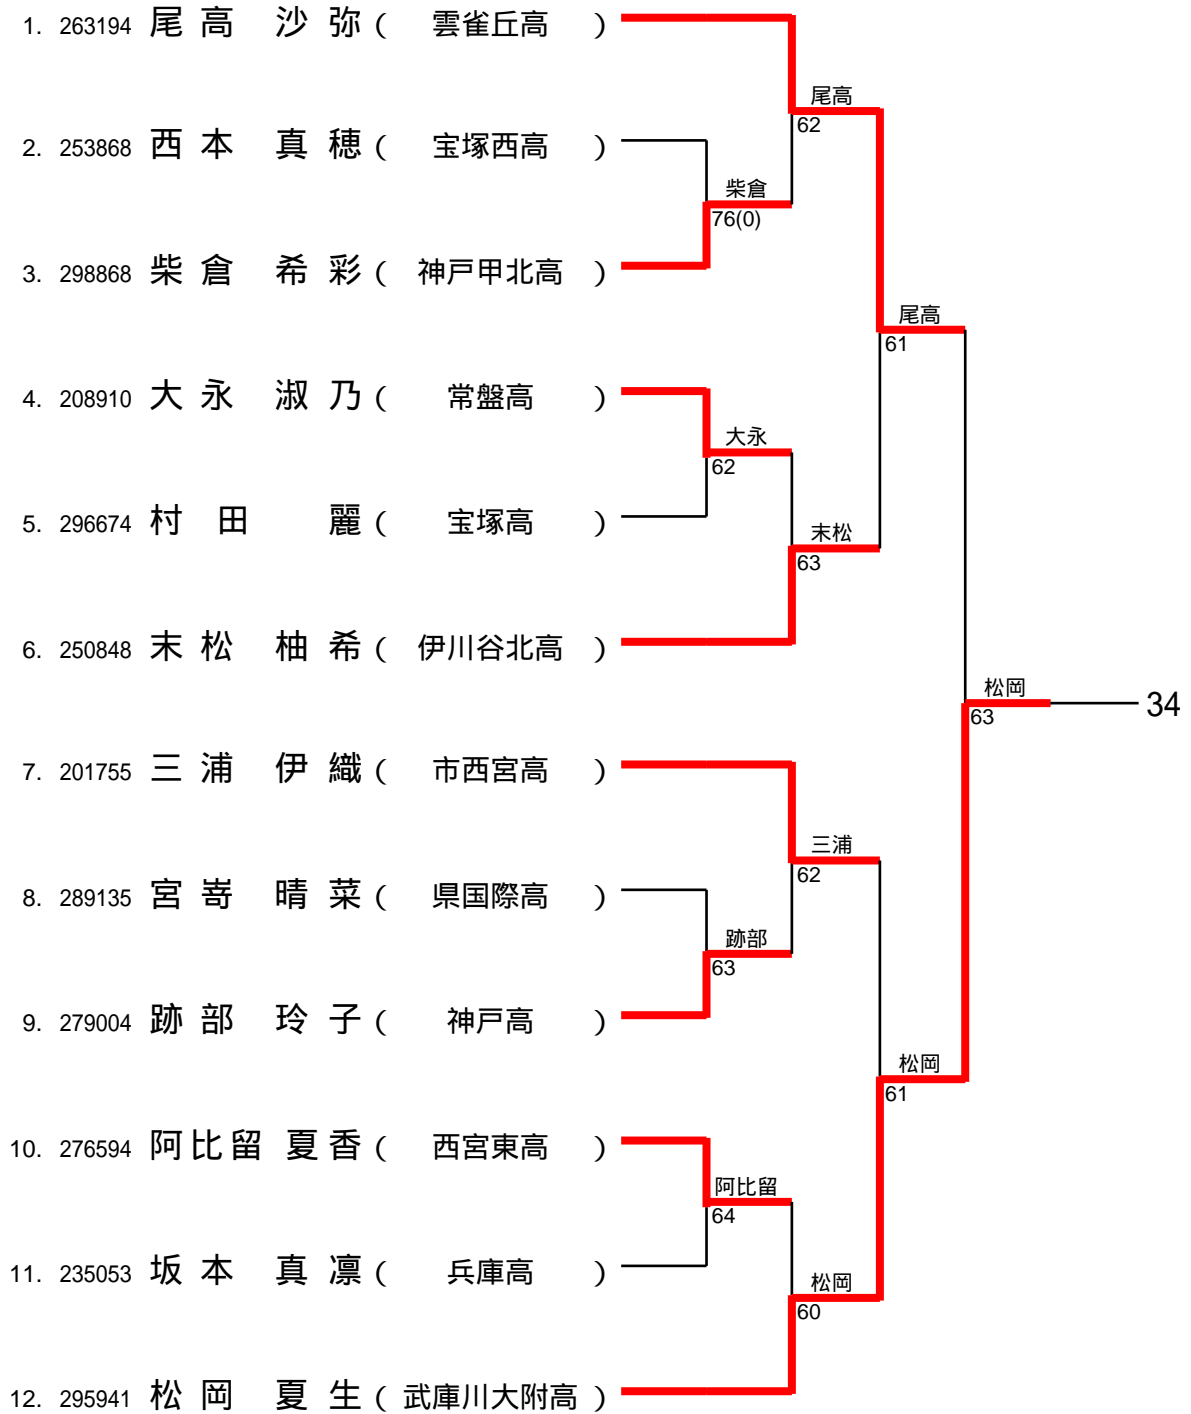 1. 263194 尾高 沙弥 ( 雲雀丘高 )
尾高
62
2. 253868 西本 真穂 ( 宝塚西高 )
柴倉
76(0)
3. 298868 柴倉 希彩 ( 神戸甲北高 )
尾高
61
4. 208910 大永 淑乃 ( 常盤高 )
大永
62
5. 296674 村田 麗 ( 宝塚高 )
末松
63
6. 250848 末松 柚希 ( 伊川谷北高 )
松岡
63
34
7. 201755 三浦 伊織 ( 市西宮高 )
三浦
62
8. 289135 宮嵜 晴菜 ( 県国際高 )
跡部
63
9. 279004 跡部 玲子 ( 神戸高 )
松岡
61
10. 276594 阿比留 夏香 ( 西宮東高 )
阿比留
64
11. 235053 坂本 真凛 ( 兵庫高 )
松岡
60
12. 295941 松岡 夏生 ( 武庫川大附高 )